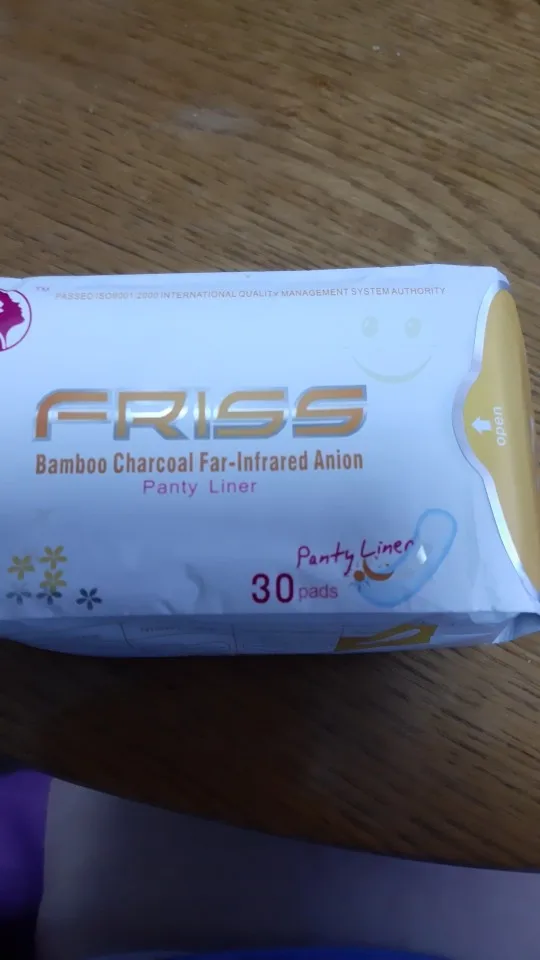 TM
PASSED ISO9001:2000 INTERNATIONAL QUALITY MANAGEMENT SYSTEM AUTHORITY
open
FRISS
Bamboo Charcoal Far-Infrared Anion
Panty Liner
Panty Liner
30 pads